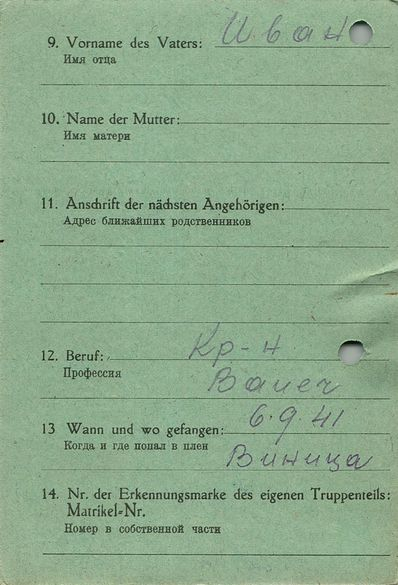 9. Vorname des Vaters: Иван
Имя отца
10. Name der Mutter:
Имя матери
11. Anschrift der nächsten Angehörigen:
Адрес ближайших родственников
12. Beruf: Кр-н
Профессия
13 Wann und wo gefangen: 6.9.41
Когда и где попал в плен Виница
14. Nr. der Erkennungsmarke des eigenen Truppenteils:
Matrikel-Nr.
Номер в собственной части